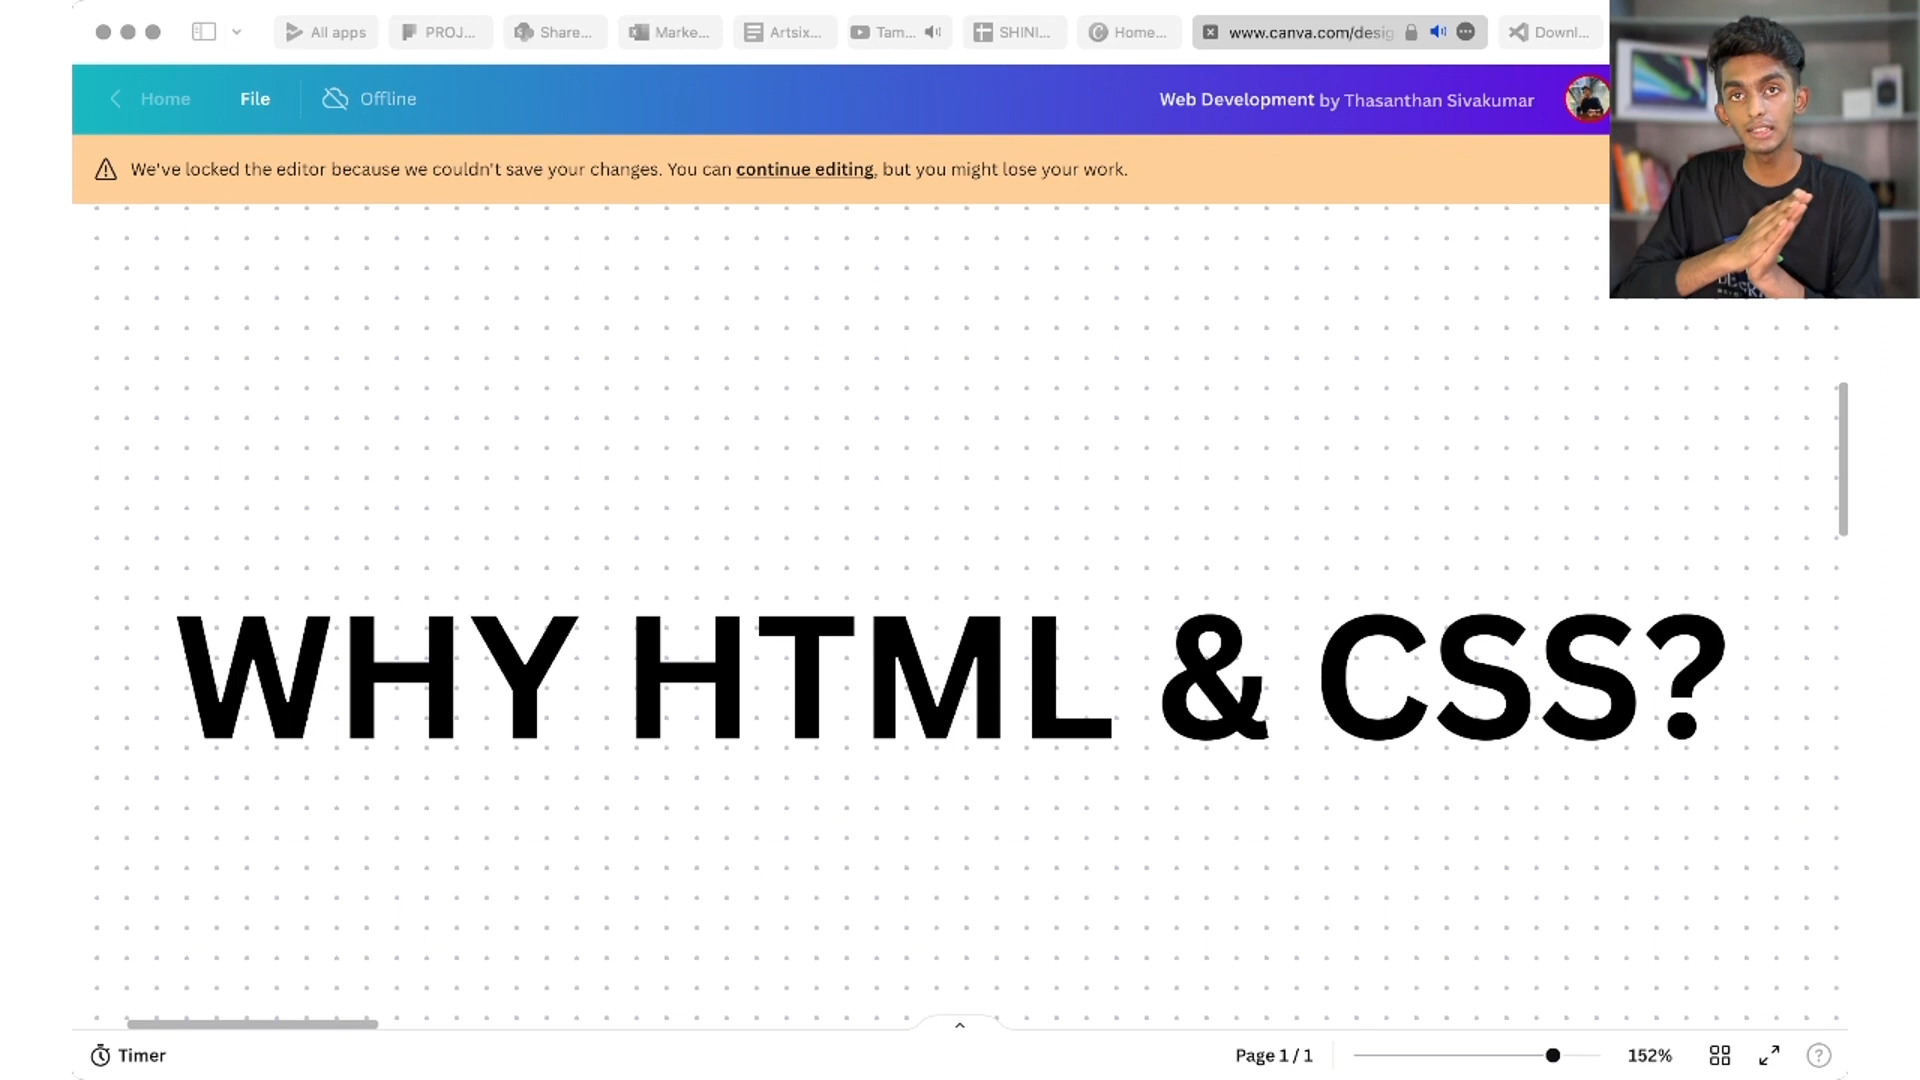 All apps
PROJ...
Share...
Marke...
Artsix...
Tam...
SHINI...
Home...
www.canva.com/desig
Downl...
Home
File
Offline
Web Development by Thasanthan Sivakumar
We've locked the editor because we couldn't save your changes. You can continue editing, but you might lose your work.
WHY HTML & CSS?
Timer
Page 1 / 1
152%
?